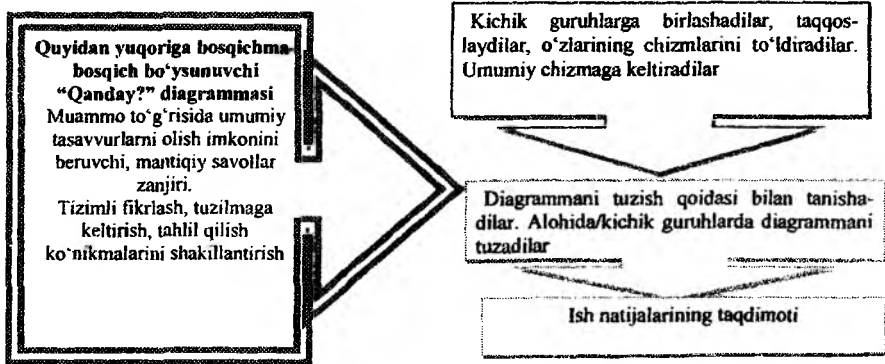 Quyidan yuqoriga bosqichma-
bosqich bo‘ysunuvchi
“Qanday?” diagrammasi
Muammo to‘g‘risida umumiy
tasavvurlarni olish imkonini
beruvchi, mantiqiy savollar
zanjiri.
Tizimli fikrlash, tuzilmaga
keltirish, tahlil qilish
ko‘nikmalarini shakillantirish
Kichik guruhlarga birlashadilar, taqqos-
laydilar, o‘zlarining chizmlarini to‘ldiradilar.
Umumiy chizmaga keltiradilar
Diagrammani tuzish qoidasi bilan tanisha-
dilar. Alohida/kichik guruhlarda diagrammani
tuzadilar
Ish natijalarining taqdimoti